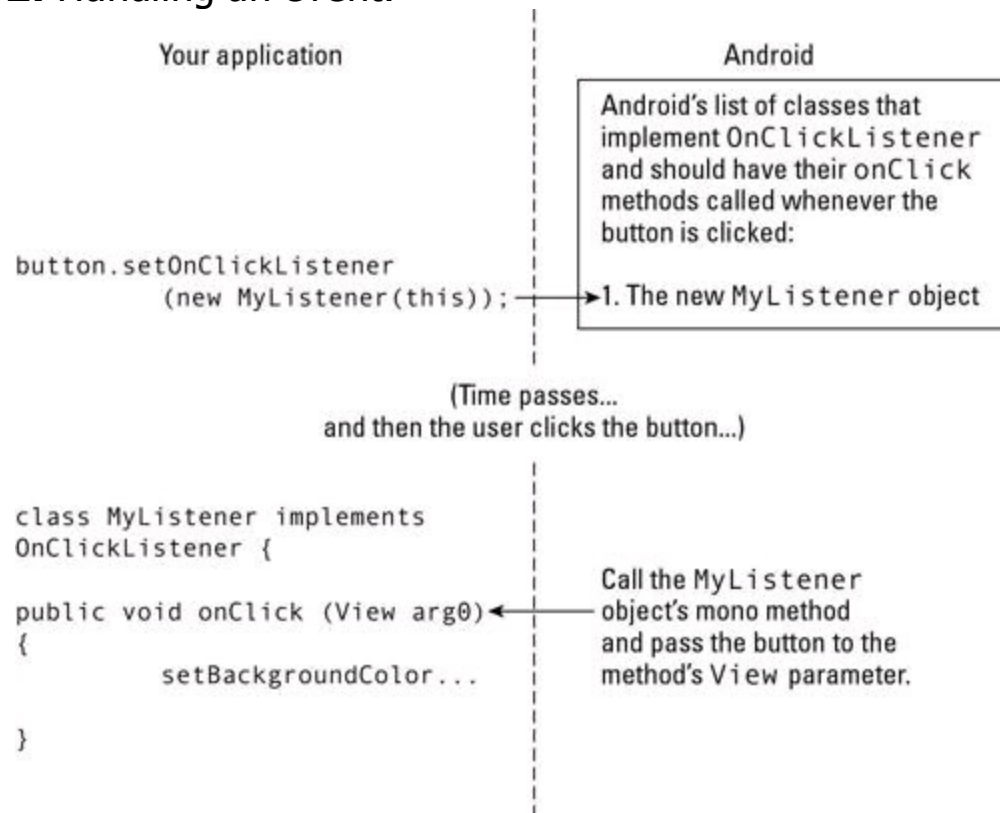 Handling an event.
Your application
Android
Android's list of classes that
implement OnClickListener
and should have their onClick
methods called whenever the
button is clicked:
button.setOnClickListener
(new MyListener(this));
1. The new MyListener object
(Time passes...
and then the user clicks the button...)
class MyListener implements
OnClickListener {
public void onClick (View arg0)
{
setBackgroundColor...
}
Call the MyListener
object's mono method
and pass the button to the
method's View parameter.